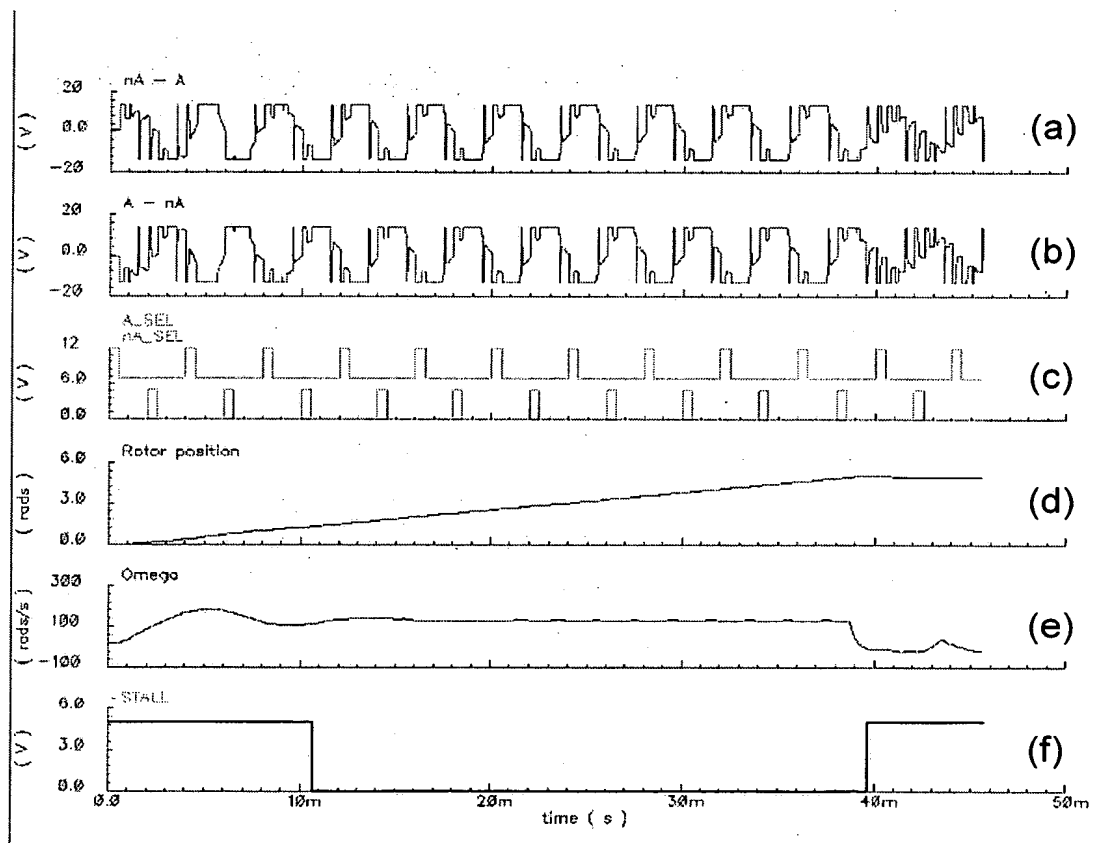 nA - A
20
0.0
-20
(V)
(a)
A - nA
20
0.0
-20
(V)
(b)
A_SEL
nA_SEL
12
6.0
0.0
(V)
(c)
Rotor position
6.0
3.0
0.0
(rads)
(d)
Omega
300
100
-100
(rads/s)
(e)
- STALL
6.0
3.0
0.0
(V)
(f)
0.0 10m 20m 30m 40m 50m
time (s)